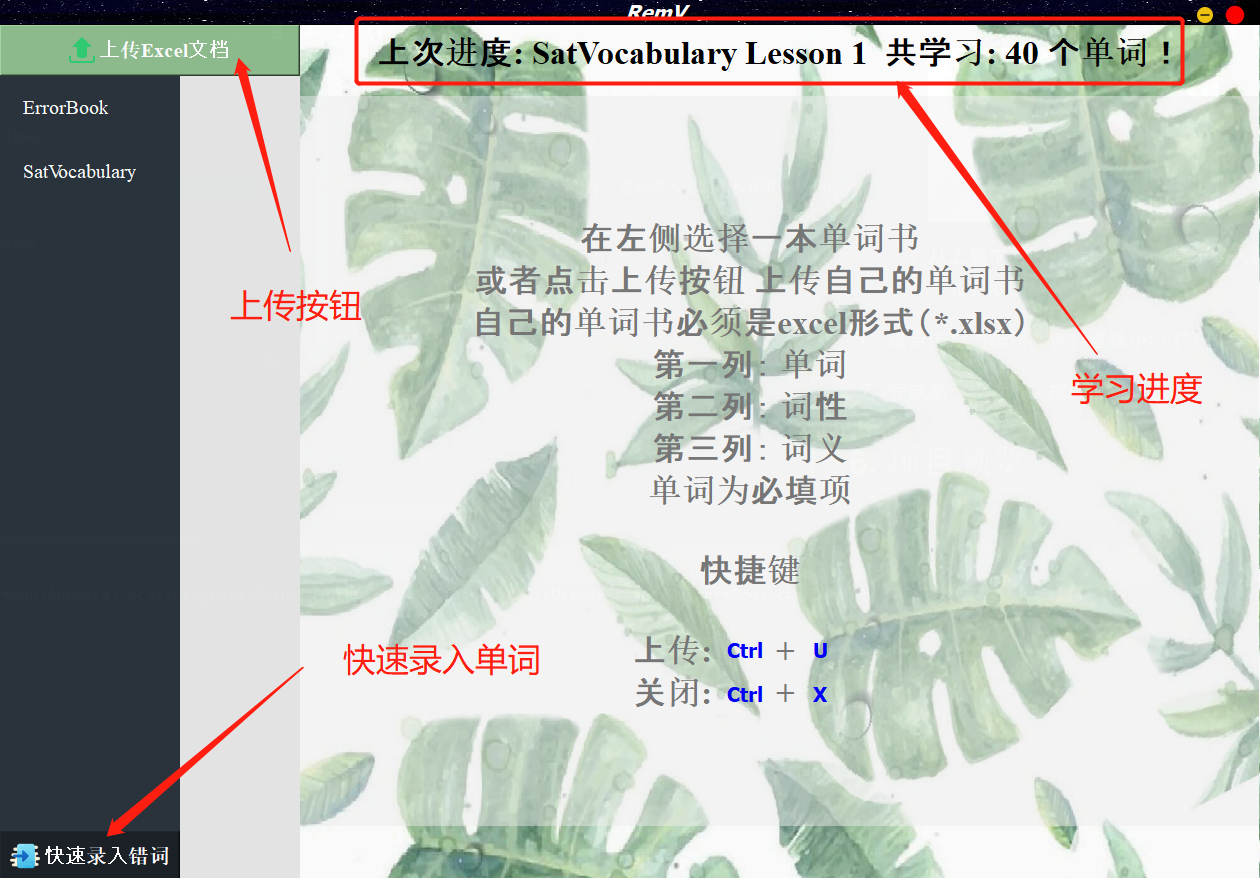 RemV
上传Excel文档
上次进度: SatVocabulary Lesson 1 共学习: 40 个单词！
ErrorBook
SatVocabulary
上传按钮
学习进度
在左侧选择一本单词书
或者点击上传按钮 上传自己的单词书
自己的单词书必须是excel形式（*.xlsx）
第一列：单词
第二列：词性
第三列：词义
单词为必填项
快捷键
上传: Ctrl + U
关闭: Ctrl + X
快速录入单词
快速录入错词